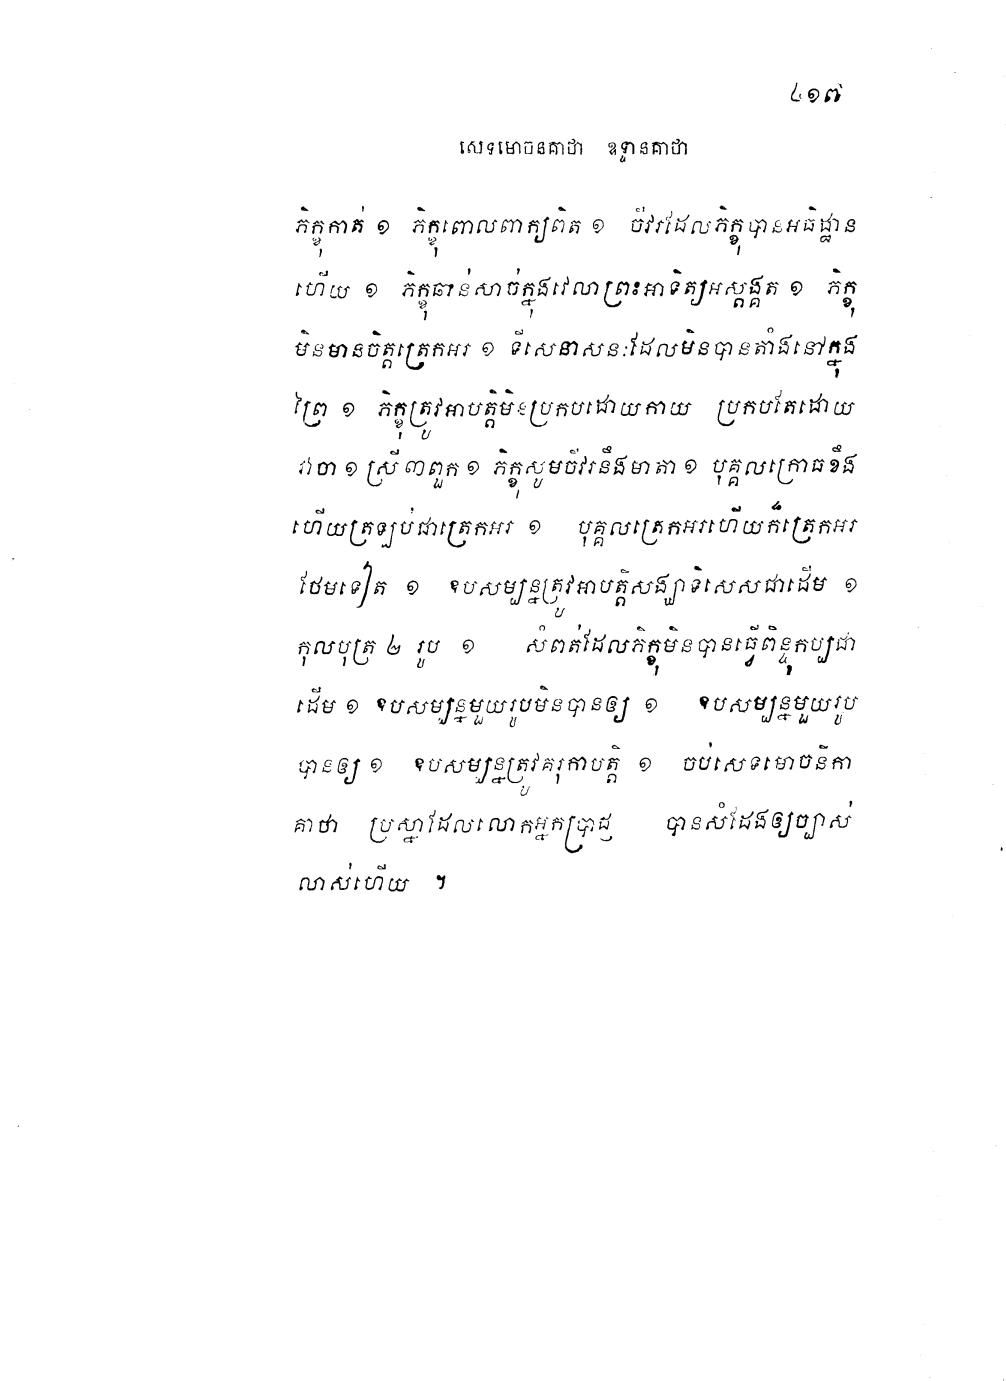 ៤១៧
សេទមោចនគាថា ឧទ្ទានគាថា
ភិក្ខុកាត់ ១ ភិក្ខុពោលពាក្យពិត ១ ចីវរដែលភិក្ខុបានអធិដ្ឋាន
ហើយ ១ ភិក្ខុឆាន់សាច់ក្នុងវេលាព្រះអាទិត្យអស្តង្គត ១ ភិក្ខុ
មិនមានចិត្តត្រេកអរ ១ ទីសេនាសនៈដែលមិនបានតាំងនៅក្នុង
ព្រៃ ១ ភិក្ខុត្រូវអាបត្តិមិនប្រកបដោយកាយ ប្រកបតែដោយ
វាចា ១ ស្រី ៣ ពួក ១ ភិក្ខុសូមចីវរនឹងមាតា ១ បុគ្គលក្រោធខឹង
ហើយត្រឡប់ជាត្រេកអរ ១ បុគ្គលត្រេកអរហើយក៏ត្រេកអរ
ថែមទៀត ១ ឧបសម្បន្នត្រូវអាបត្តិសង្ឃាទិសេសជាដើម ១
កុលបុត្រ ៤ រូប ១ សំពត់ដែលភិក្ខុមិនបានធ្វើពិន្ទុកប្បជា
ដើម ១ ឧបសម្បន្នមួយរូបមិនបានឲ្យ ១ ឧបសម្បន្នមួយរូប
បានឲ្យ ១ ឧបសម្បន្នត្រូវគរុកាបត្តិ ១ ចប់សេទមោចនិកា
គាថា ប្រស្នាដែលលោកអ្នកប្រាជ្ញ បានសំដែងឲ្យច្បាស់
លាស់ហើយ ។